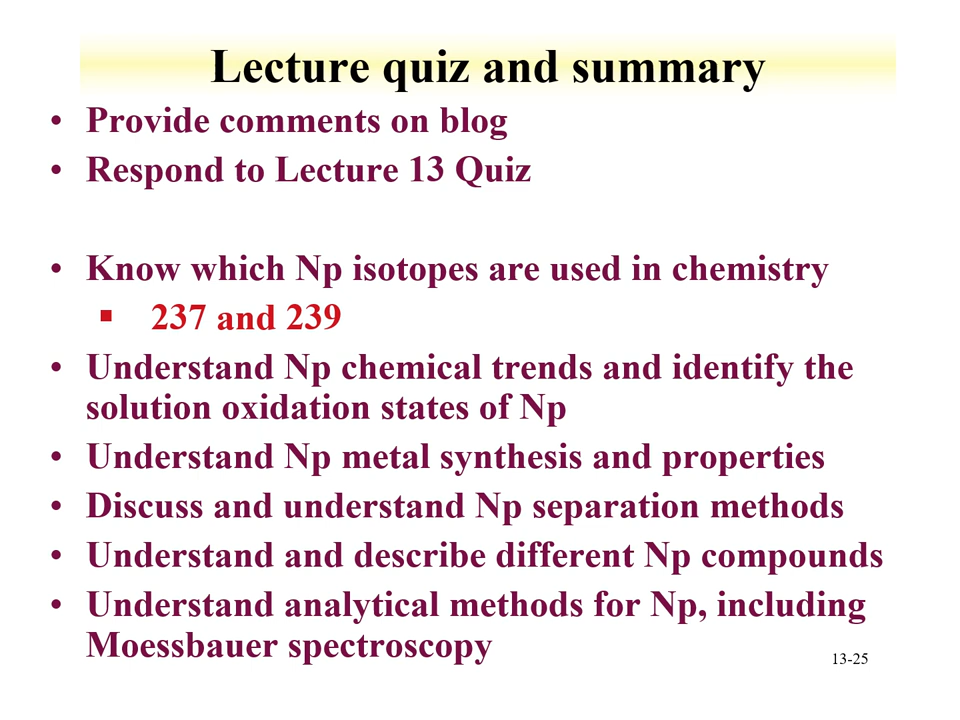 Lecture quiz and summary
• Provide comments on blog
• Respond to Lecture 13 Quiz
• Know which Np isotopes are used in chemistry
▪ 237 and 239
• Understand Np chemical trends and identify the
solution oxidation states of Np
• Understand Np metal synthesis and properties
• Discuss and understand Np separation methods
• Understand and describe different Np compounds
• Understand analytical methods for Np, including
Moessbauer spectroscopy
13-25